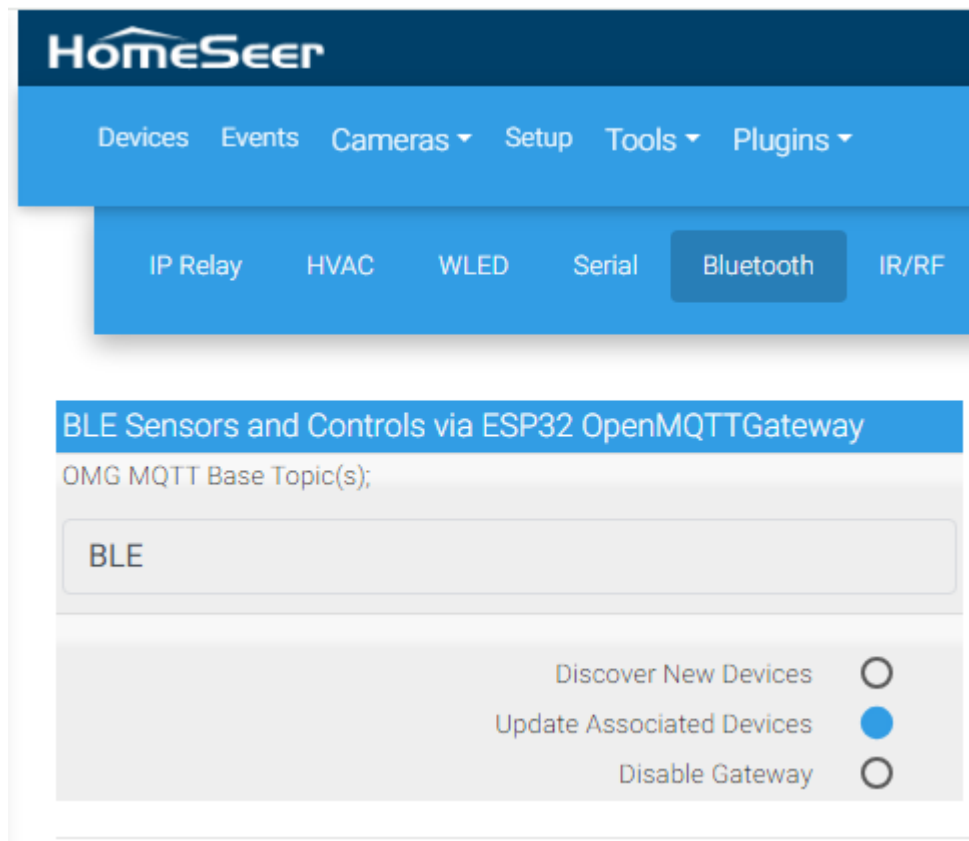 HomeSeer
Devices Events Cameras Setup Tools Plugins
IP Relay HVAC WLED Serial Bluetooth IR/RF
BLE Sensors and Controls via ESP32 OpenMQTTGateway
OMG MQTT Base Topic(s);
BLE
Discover New Devices
Update Associated Devices
Disable Gateway